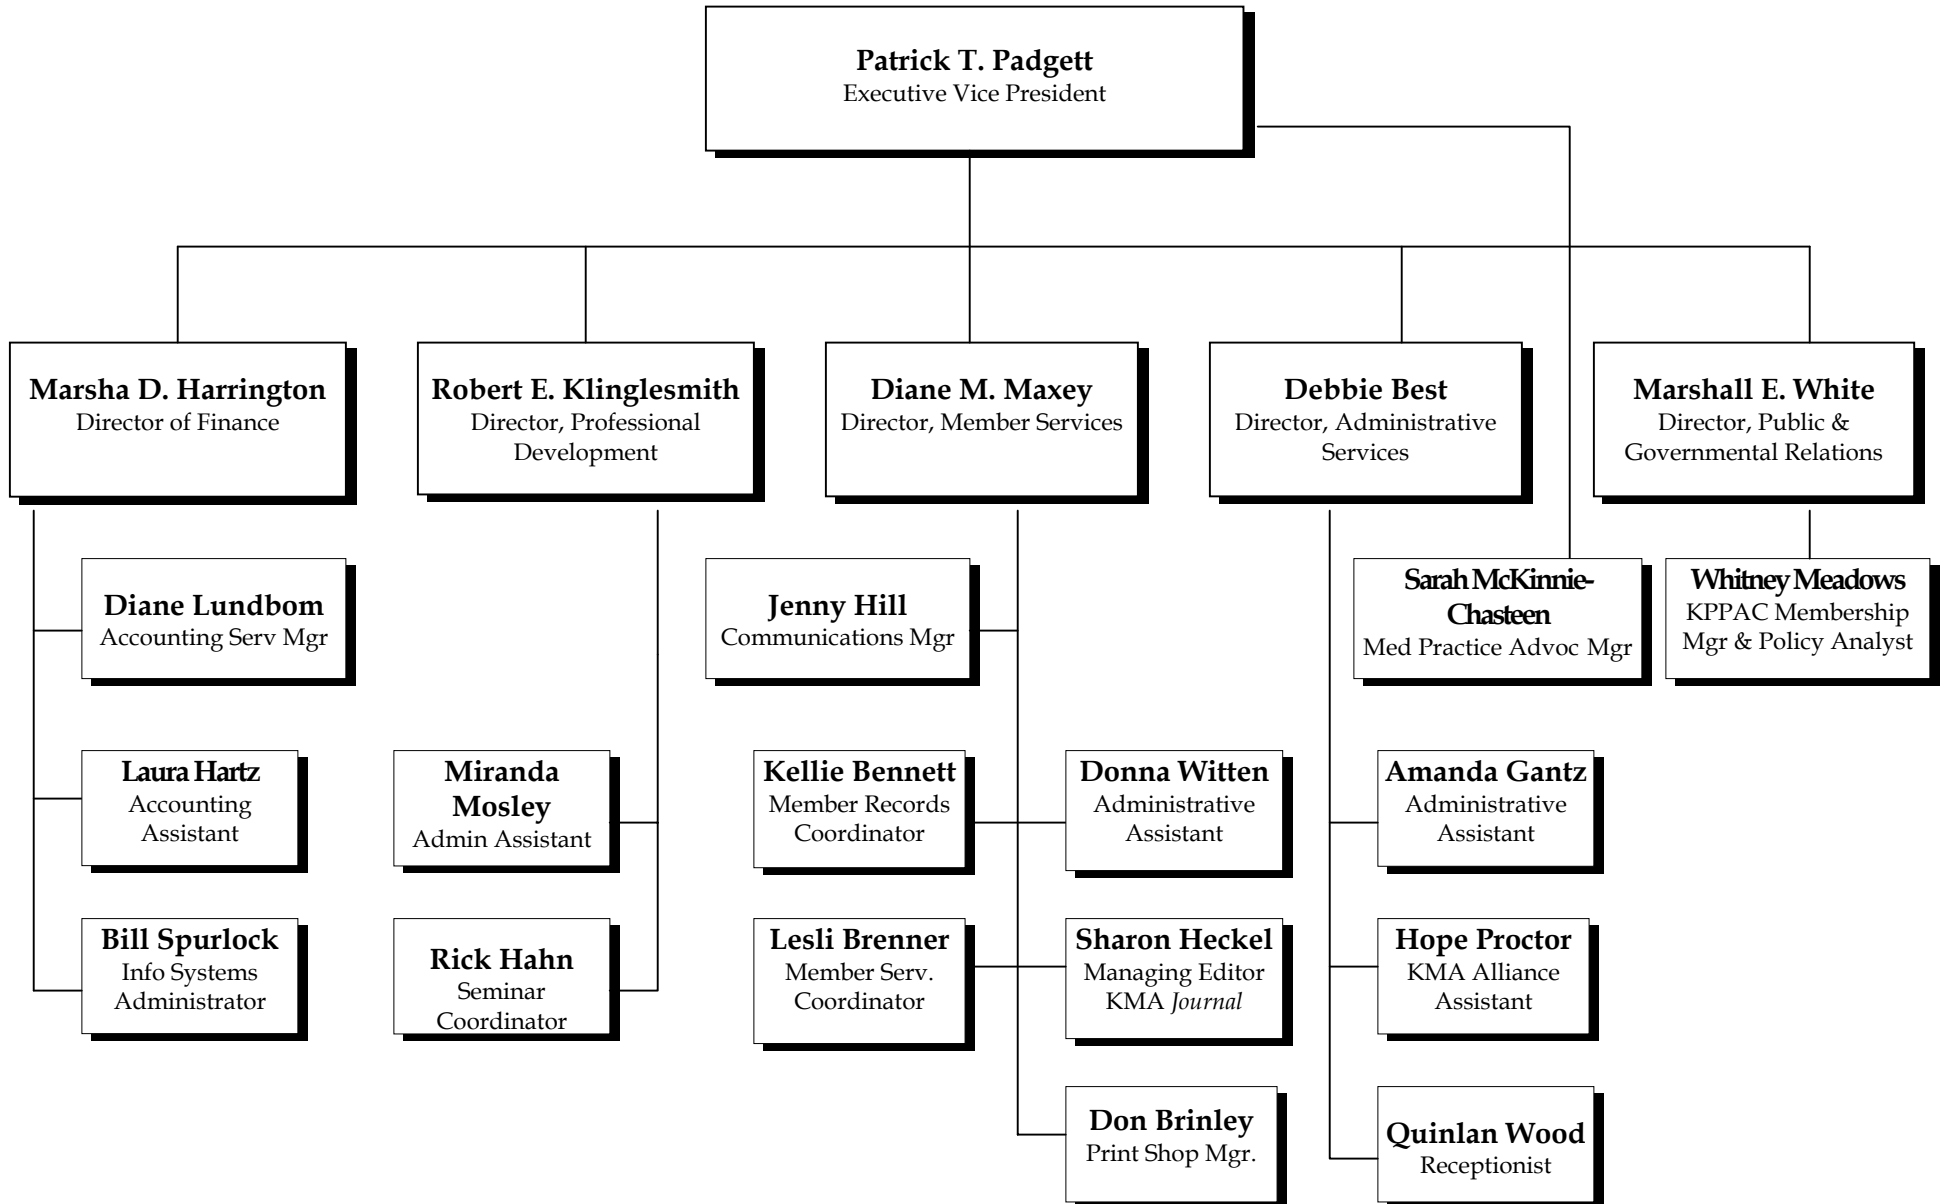 Patrick T. Padgett
Executive Vice President
Marsha D. Harrington
Director of Finance
Robert E. Klinglesmith
Director, Professional
Development
Diane M. Maxey
Director, Member Services
Debbie Best
Director, Administrative
Services
Marshall E. White
Director, Public &
Governmental Relations
Diane Lundbom
Accounting Serv Mgr
Jenny Hill
Communications Mgr
Sarah McKinnie-
Chasteen
Med Practice Advoc Mgr
Whitney Meadows
KPPAC Membership
Mgr & Policy Analyst
Laura Hartz
Accounting
Assistant
Miranda
Mosley
Admin Assistant
Kellie Bennett
Member Records
Coordinator
Donna Witten
Administrative
Assistant
Amanda Gantz
Administrative
Assistant
Bill Spurlock
Info Systems
Administrator
Rick Hahn
Seminar
Coordinator
Lesli Brenner
Member Serv.
Coordinator
Sharon Heckel
Managing Editor
KMA Journal
Hope Proctor
KMA Alliance
Assistant
Don Brinley
Print Shop Mgr.
Quinlan Wood
Receptionist